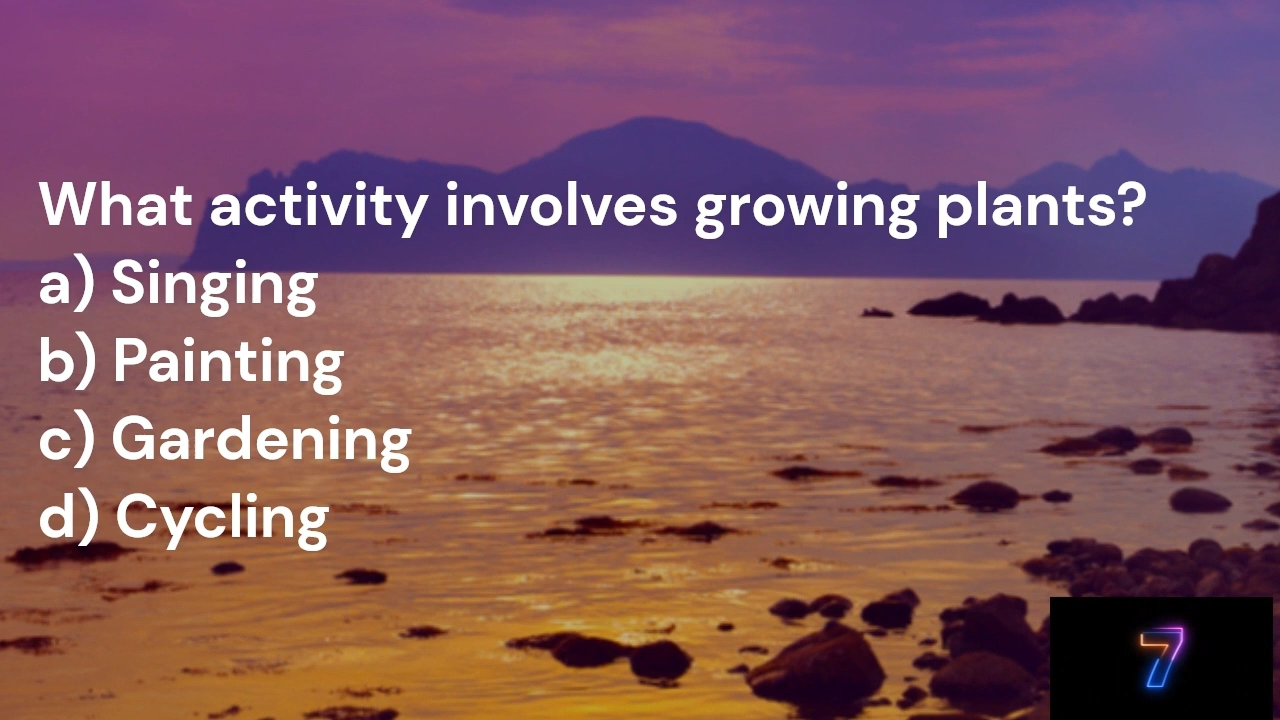 What activity involves growing plants?
a) Singing
b) Painting
c) Gardening
d) Cycling
7